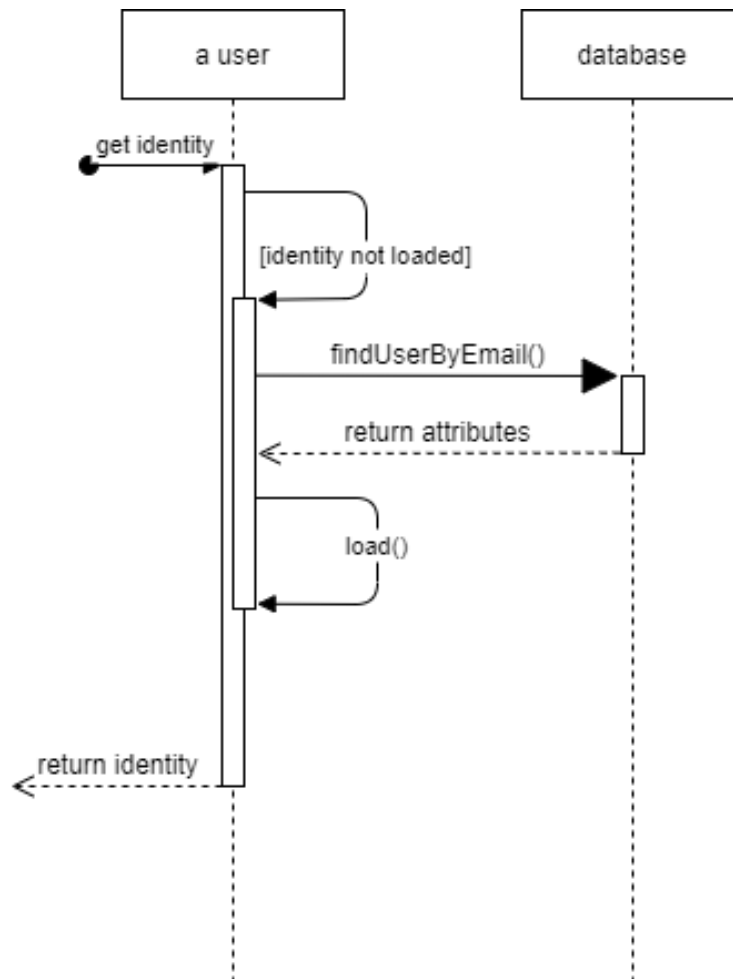 a user
database
get identity
[identity not loaded]
findUserByEmail()
return attributes
load()
return identity